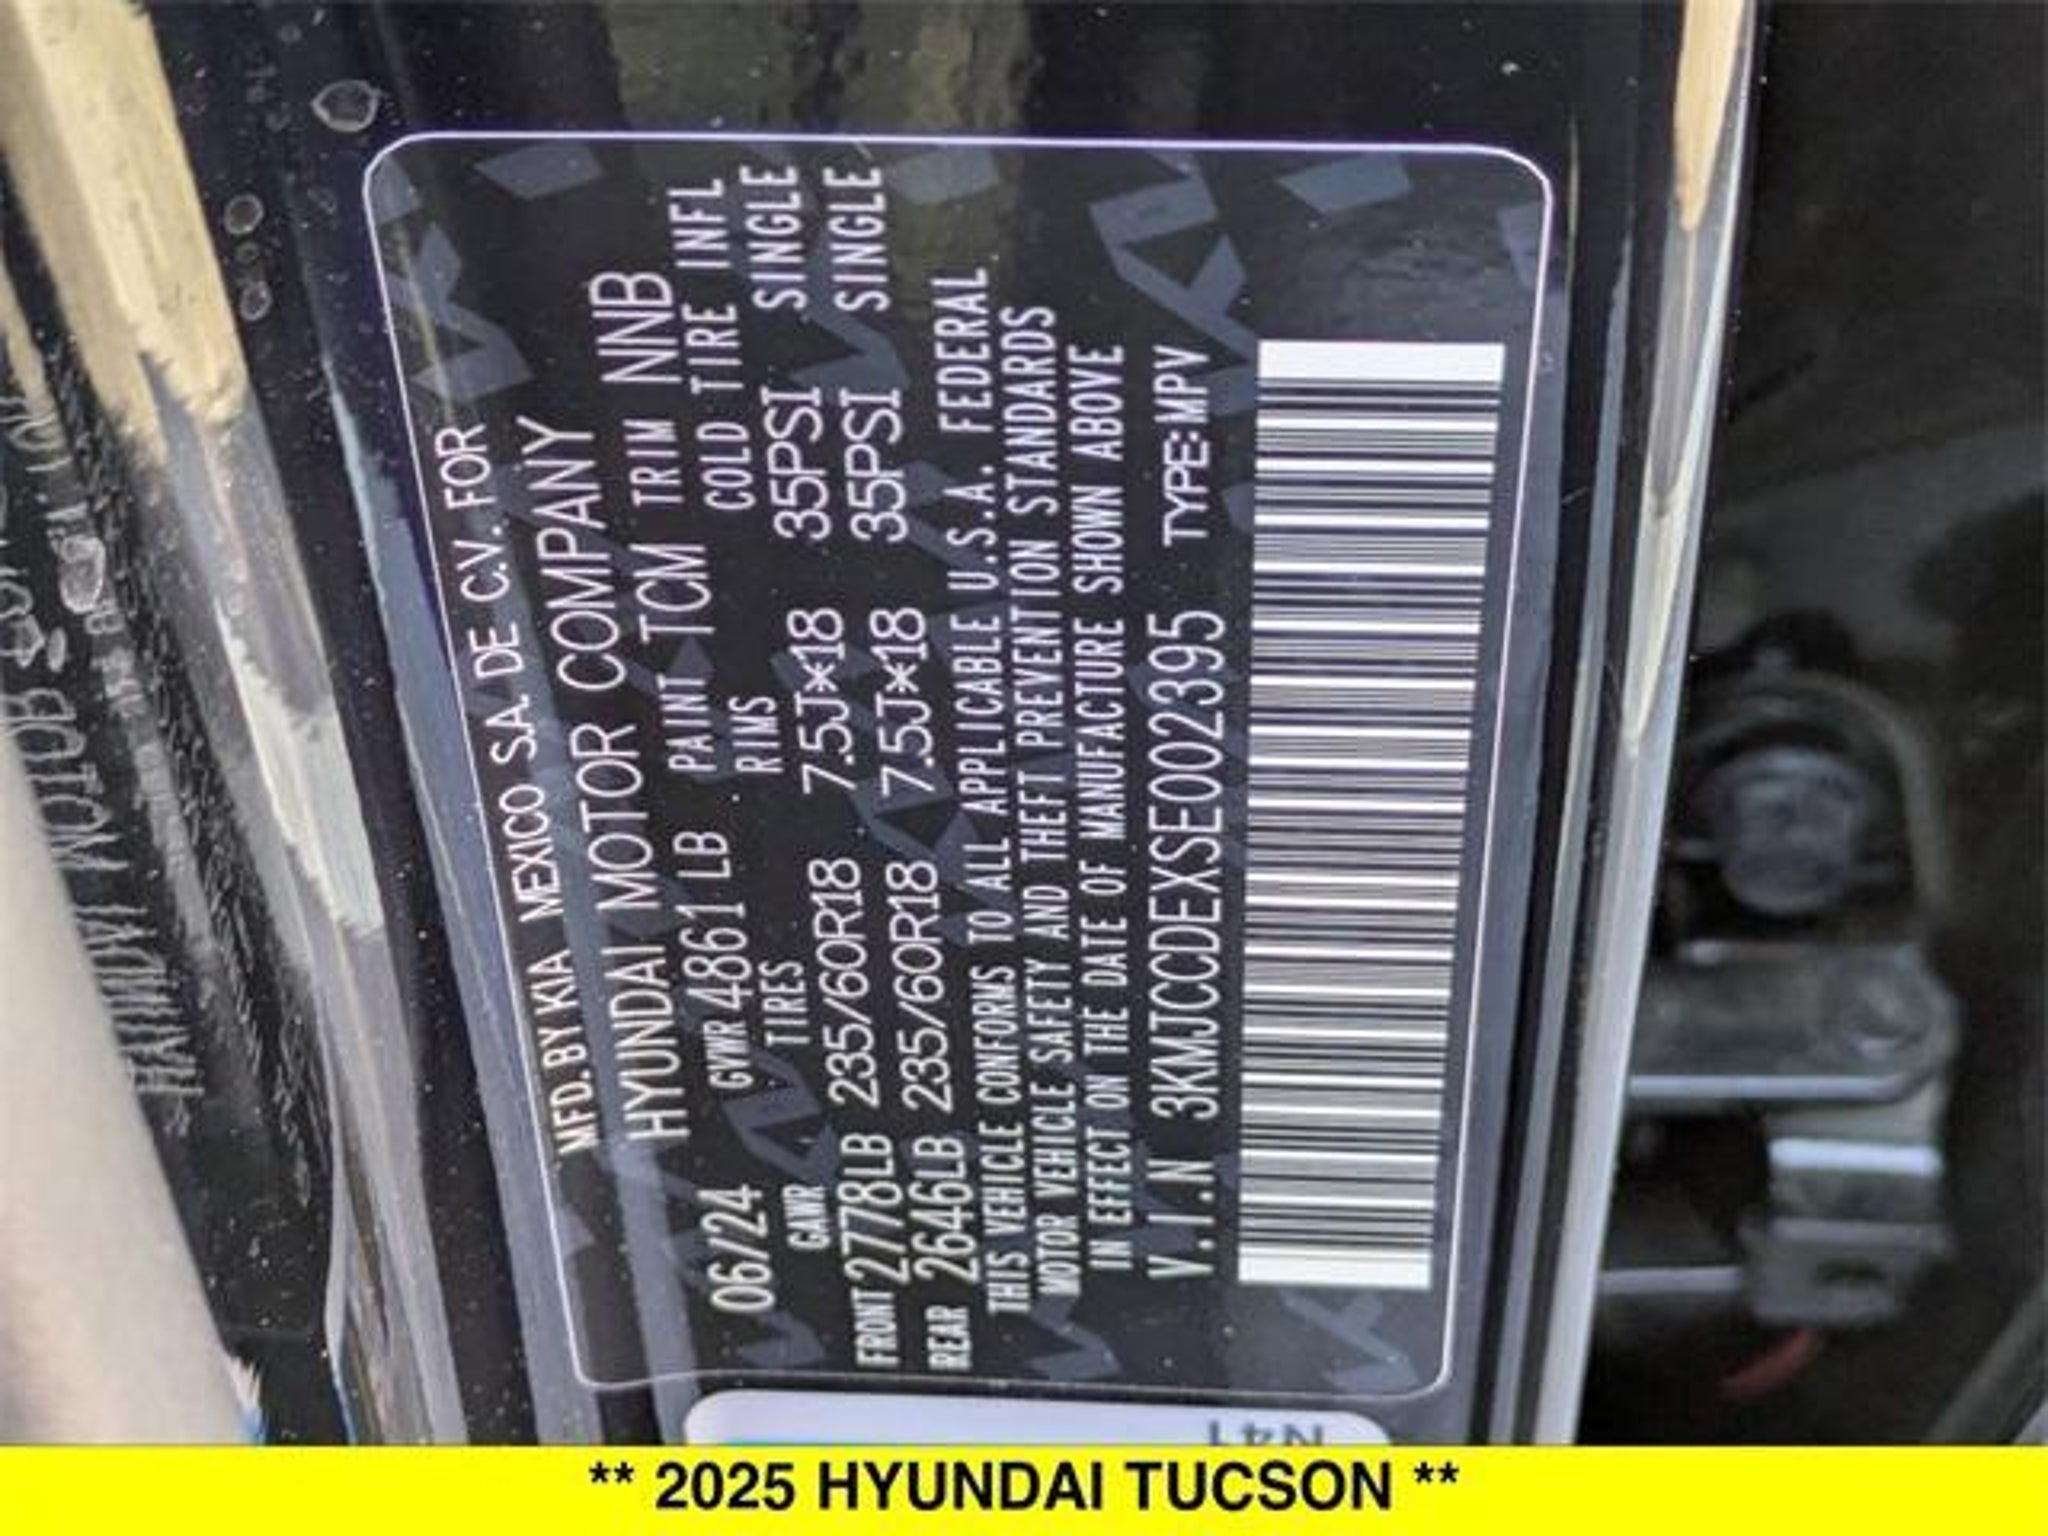 MFD. BY KIA MEXICO S.A. DE C.V. FOR
HYUNDAI MOTOR COMPANY
06/24 GVWR 4861 LB PAINT TCM TRIM NNB
GAWR TIRES RIMS COLD TIRE INFL
FRONT 2778LB 235/60R18 7.5J×18 35PSI SINGLE
REAR 2646LB 235/60R18 7.5J×18 35PSI SINGLE
THIS VEHICLE CONFORMS TO ALL APPLICABLE U.S.A. FEDERAL
MOTOR VEHICLE SAFETY AND THEFT PREVENTION STANDARDS
IN EFFECT ON THE DATE OF MANUFACTURE SHOWN ABOVE
V.I.N 3KMJCCDEXSE002395 TYPE:MPV
N41
** 2025 HYUNDAI TUCSON **